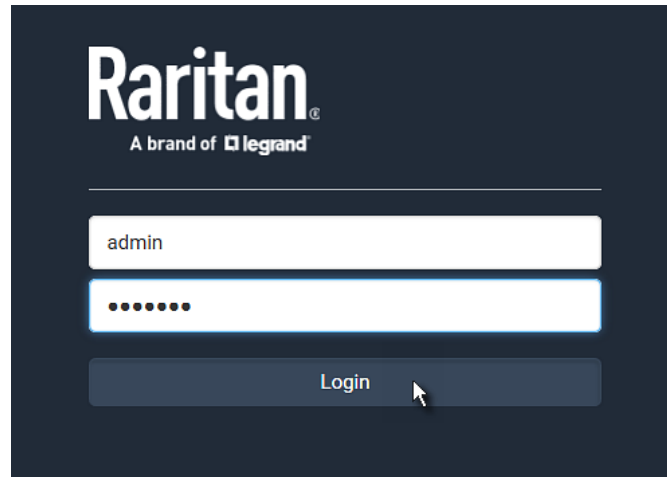 Raritan®
A brand of legrand®
admin
•••••••
Login